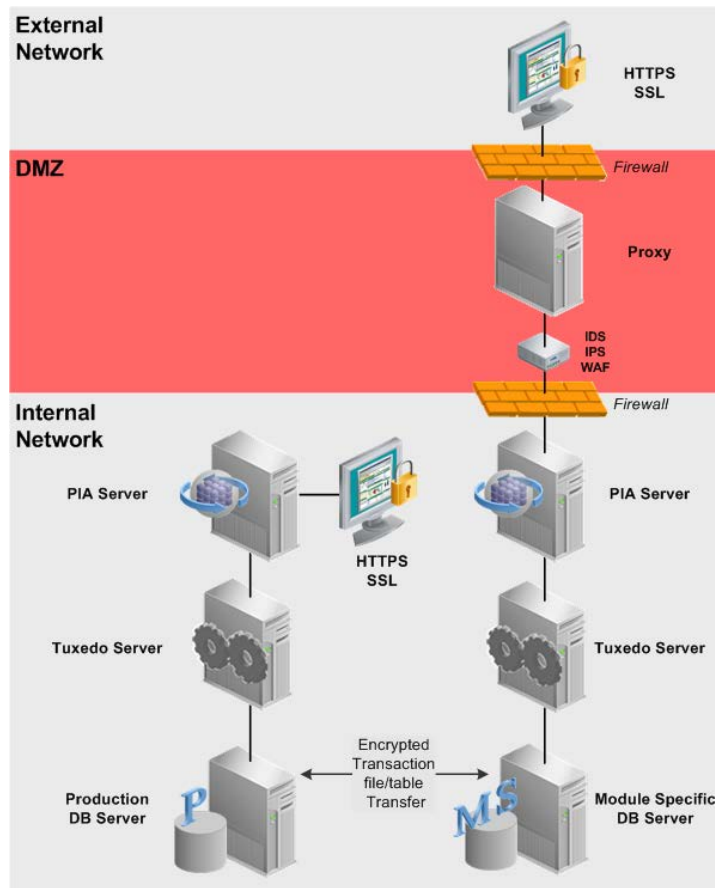 External
Network
HTTPS
SSL
DMZ
Firewall
Proxy
IDS
IPS
WAF
Firewall
Internal
Network
PIA Server
HTTPS
SSL
PIA Server
Tuxedo Server
Tuxedo Server
Encrypted
Transaction
file/table
Transfer
Production
DB Server
P
MS
Module Specific
DB Server